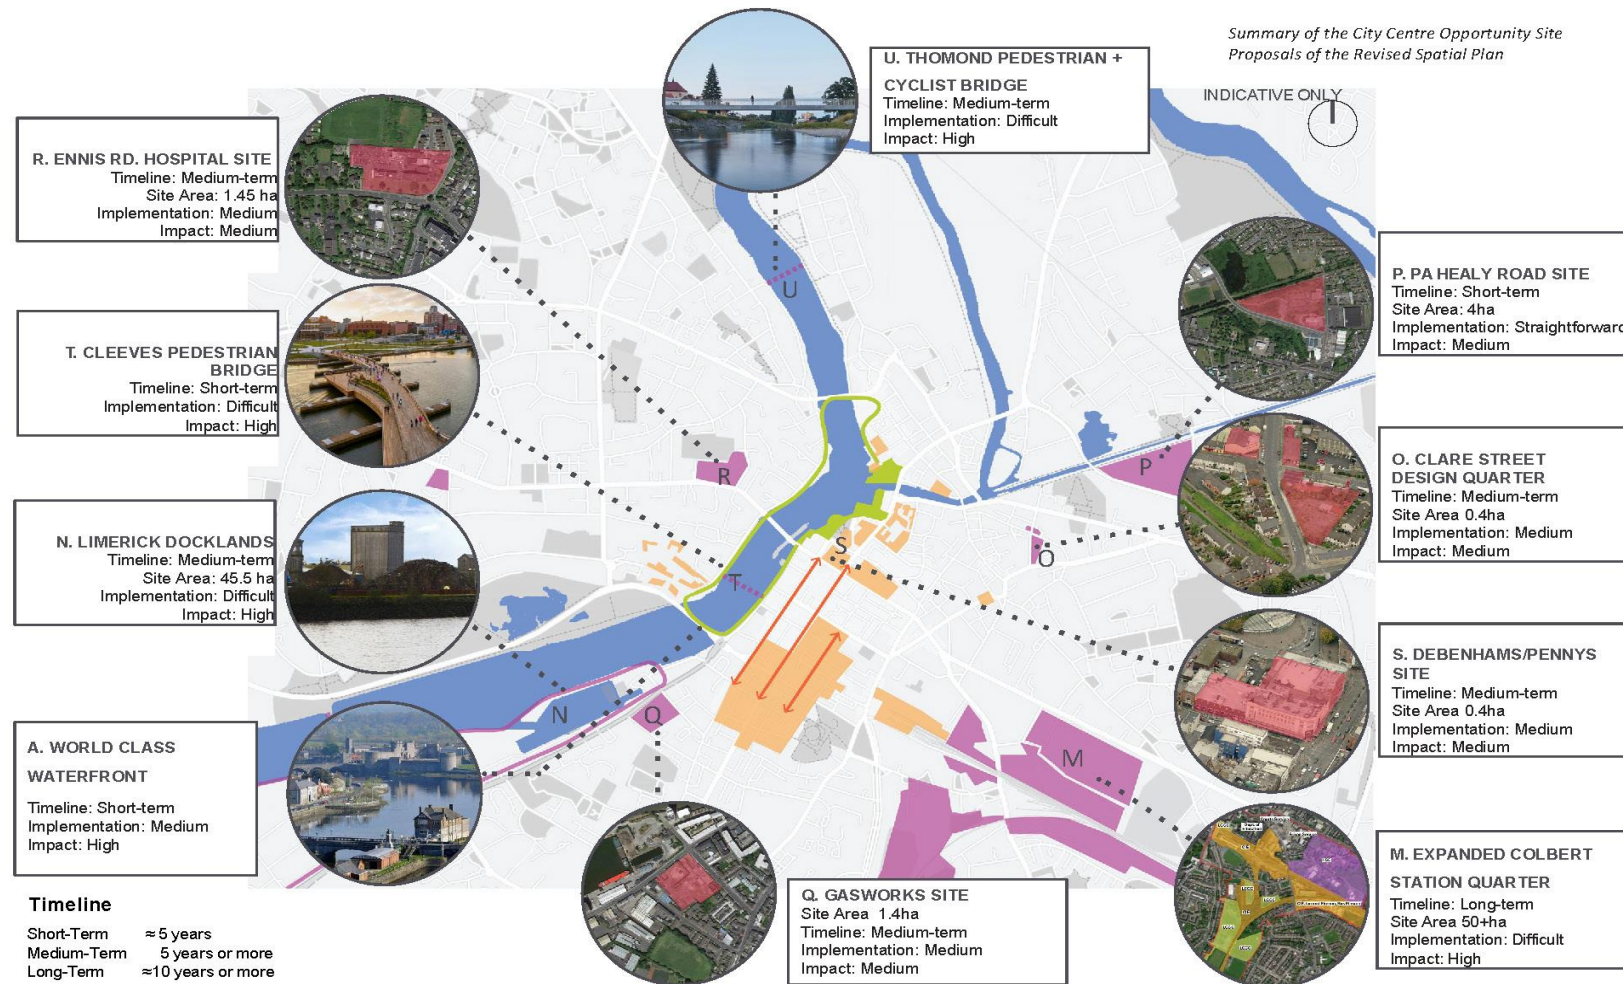 Summary of the City Centre Opportunity Site
Proposals of the Revised Spatial Plan
INDICATIVE ONLY
U. THOMOND PEDESTRIAN +
CYCLIST BRIDGE
Timeline: Medium-term
Implementation: Difficult
Impact: High
R. ENNIS RD. HOSPITAL SITE
Timeline: Medium-term
Site Area: 1.45 ha
Implementation: Medium
Impact: Medium
T. CLEEVES PEDESTRIAN
BRIDGE
Timeline: Short-term
Implementation: Difficult
Impact: High
N. LIMERICK DOCKLANDS
Timeline: Medium-term
Site Area: 45.5 ha
Implementation: Difficult
Impact: High
A. WORLD CLASS
WATERFRONT
Timeline: Short-term
Implementation: Medium
Impact: High
Timeline
Short-Term ≈ 5 years
Medium-Term 5 years or more
Long-Term ≈10 years or more
U
R
P
S
O
T
N
Q
M
P. PA HEALY ROAD SITE
Timeline: Short-term
Site Area: 4ha
Implementation: Straightforward
Impact: Medium
O. CLARE STREET
DESIGN QUARTER
Timeline: Medium-term
Site Area 0.4ha
Implementation: Medium
Impact: Medium
S. DEBENHAMS/PENNYS
SITE
Timeline: Medium-term
Site Area 0.4ha
Implementation: Medium
Impact: Medium
M. EXPANDED COLBERT
STATION QUARTER
Timeline: Long-term
Site Area 50+ha
Implementation: Difficult
Impact: High
Q. GASWORKS SITE
Site Area 1.4ha
Timeline: Medium-term
Implementation: Medium
Impact: Medium